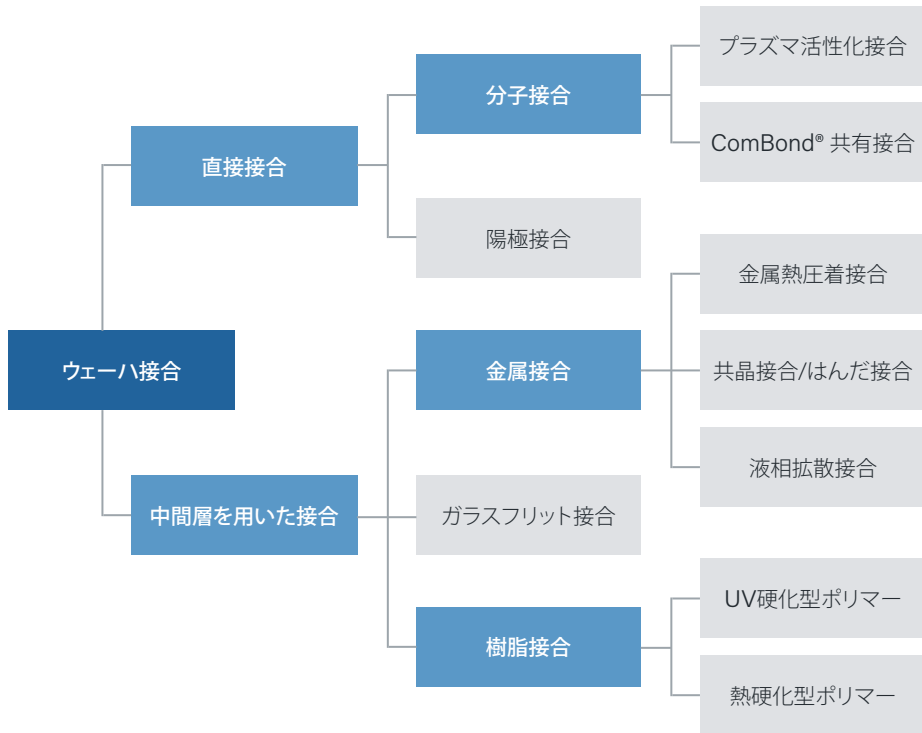 ウェーハ接合
直接接合
分子接合
プラズマ活性化接合
ComBond® 共有接合
陽極接合
中間層を用いた接合
金属接合
金属熱圧着接合
共晶接合/はんだ接合
液相拡散接合
ガラスフリット接合
樹脂接合
UV硬化型ポリマー
熱硬化型ポリマー